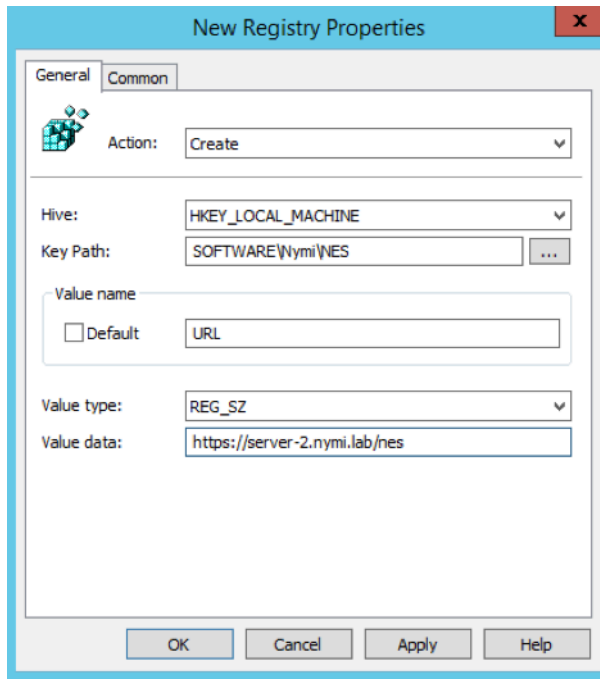 New Registry Properties
x
General Common
Action: Create
Hive: HKEY_LOCAL_MACHINE
Key Path: SOFTWARE\Nymi\NES ...
Value name
Default URL
Value type: REG_SZ
Value data: https://server-2.nymi.lab/nes
OK Cancel Apply Help